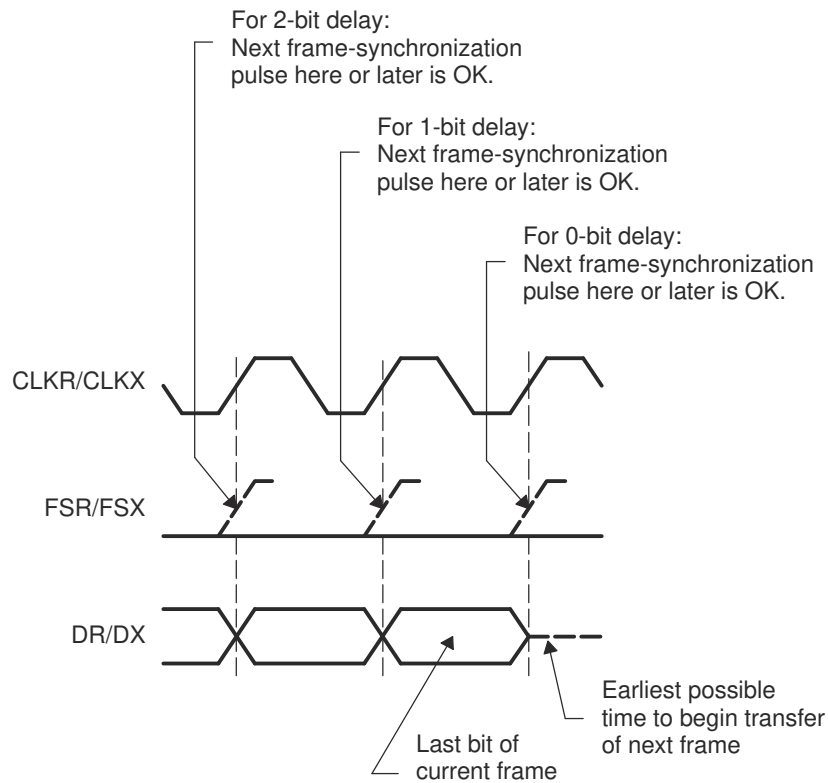 For 2-bit delay:
Next frame-synchronization
pulse here or later is OK.
For 1-bit delay:
Next frame-synchronization
pulse here or later is OK.
For 0-bit delay:
Next frame-synchronization
pulse here or later is OK.
CLKR/CLKX
FSR/FSX
DR/DX
Earliest possible
time to begin transfer
of next frame
Last bit of
current frame